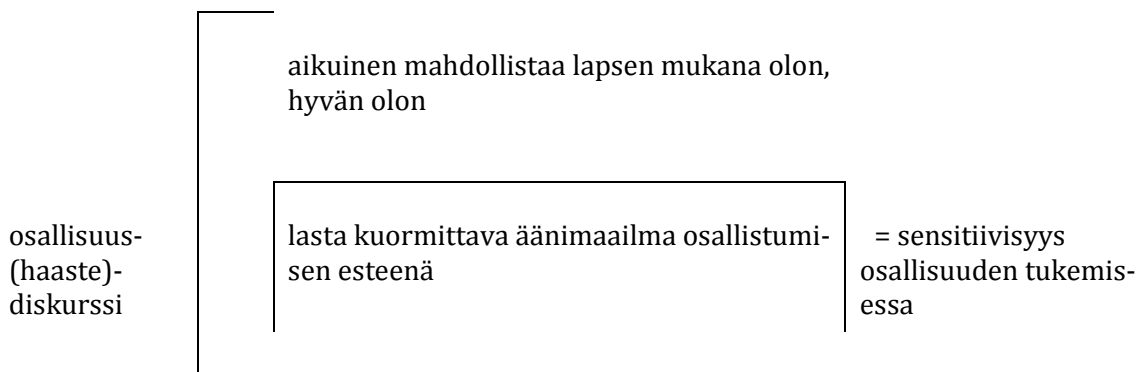 aikuinen mahdollistaa lapsen mukana olon,
hyvän olon
osallisuus-
(haaste)-
diskurssi
lasta kuormittava äänimaailma osallistumi-
sen esteenä
= sensitiivisyys
osallisuuden tukemis-
essa